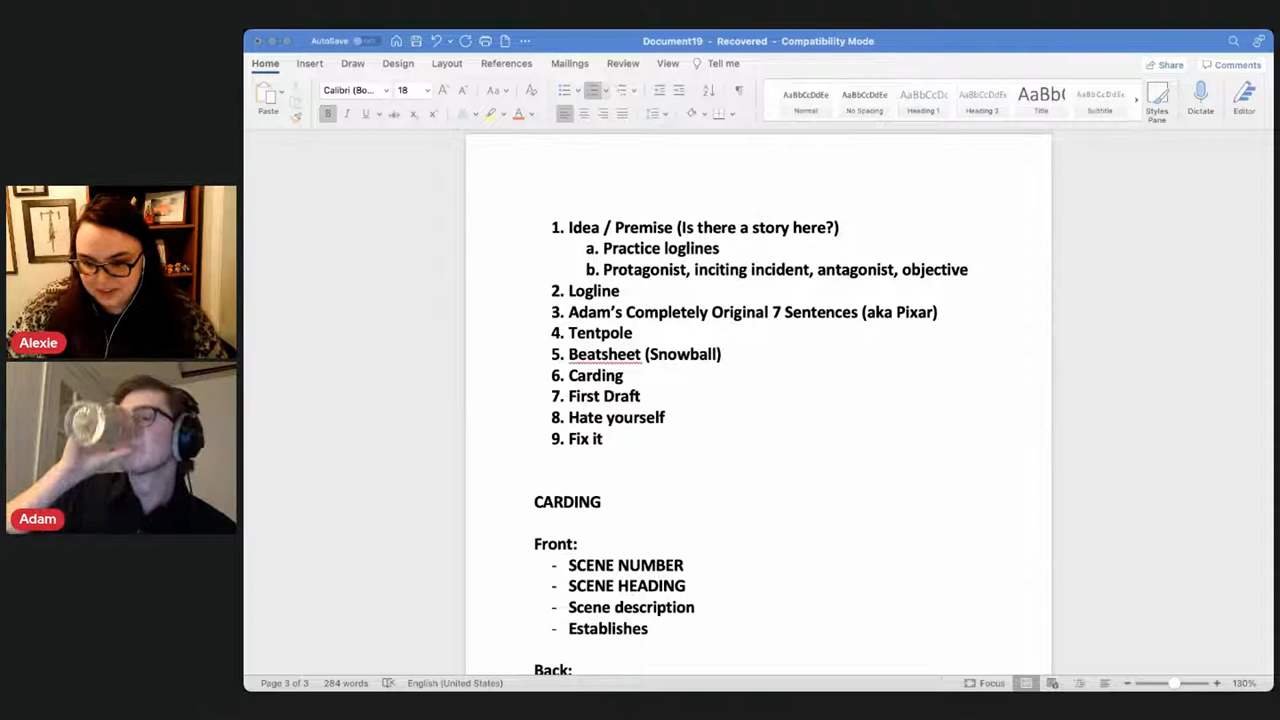 AutoSave
Document19 - Recovered - Compatibility Mode
Home Insert Draw Design Layout References Mailings Review View Tell me
Share Comments
Paste
Calibri (Bo... 18
AaBbCcDdEe AaBbCcDdEe AaBbCcDc AaBbCcDdEe AaBb( AaBbCcDdEe
Normal No Spacing Heading 1 Heading 2 Title Subtitle
Styles Pane
Dictate
Editor
1. Idea / Premise (Is there a story here?)
a. Practice loglines
b. Protagonist, inciting incident, antagonist, objective
2. Logline
3. Adam's Completely Original 7 Sentences (aka Pixar)
4. Tentpole
5. Beatsheet (Snowball)
6. Carding
7. First Draft
8. Hate yourself
9. Fix it
CARDING
Front:
- SCENE NUMBER
- SCENE HEADING
- Scene description
- Establishes
Back:
Page 3 of 3 284 words English (United States) Focus 130%
Alexie
Adam